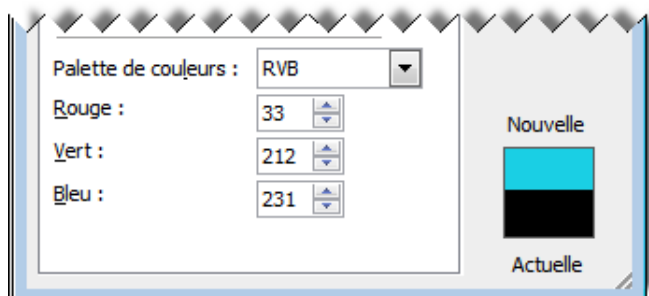 Palette de couleurs : RVB
Rouge : 33
Vert : 212
Bleu : 231
Nouvelle
Actuelle